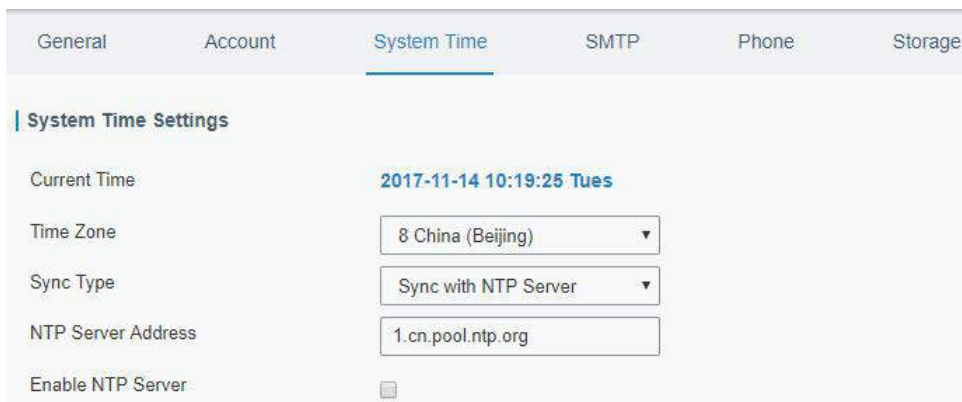 General Account System Time SMTP Phone Storage
System Time Settings
Current Time 2017-11-14 10:19:25 Tues
Time Zone 8 China (Beijing)
Sync Type Sync with NTP Server
NTP Server Address 1.cn.pool.ntp.org
Enable NTP Server